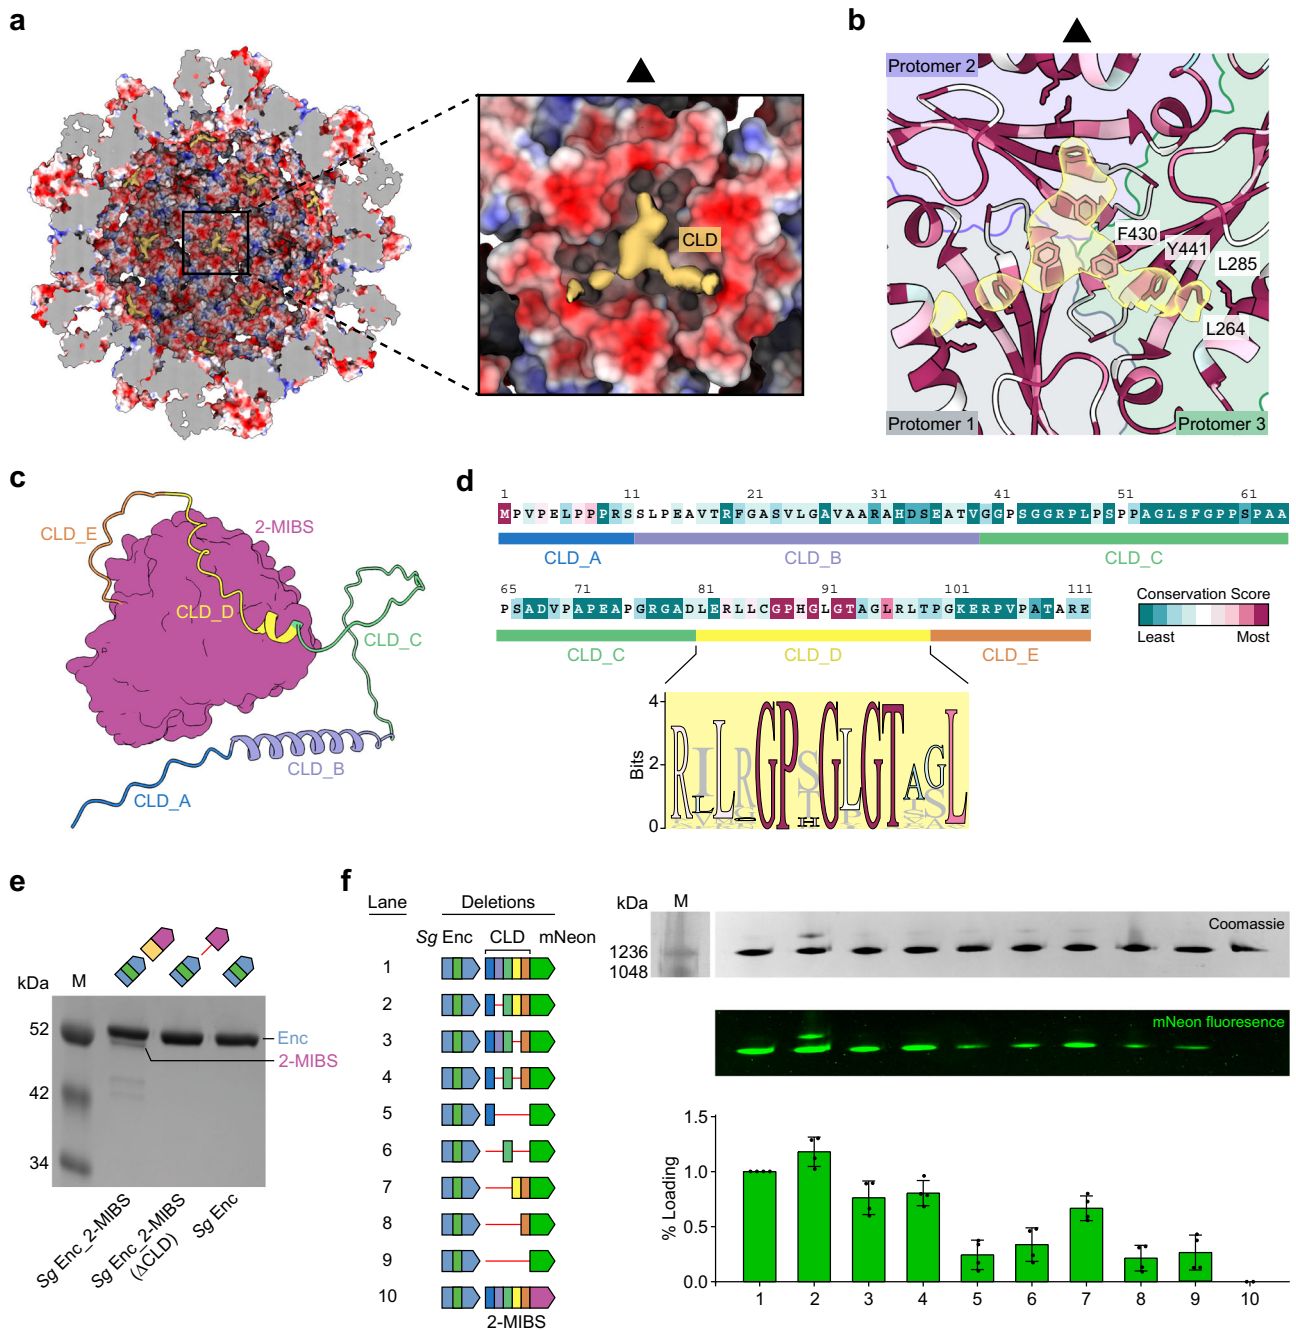 a
CLD
b
Protomer 2
F430
Y441
L285
L264
Protomer 1
Protomer 3
c
CLD_E
2-MIBS
CLD_D
CLD_C
CLD_B
CLD_A
d
1 11 21 31 41 51 61
MPVPELPPPRSSLPEAVTRFGASVLGAVAARAHDSEATVGGPSGGRPLPSPPAGLSFGPPSPAA
CLD_A CLD_B CLD_C
65 71 81 91 101 111
PSADVPAPEAPGRGADLERLLCGPHGLGTAGLRLTPGKERPVPATARE
CLD_C CLD_D CLD_E
Conservation Score
Least Most
Bits
4
2
0
e
kDa M
52
42
34
Enc
2-MIBS
Sg Enc_2-MIBS
Sg Enc_2-MIBS (ΔCLD)
Sg Enc
f
Lane Deletions
Sg Enc CLD mNeon
1
2
3
4
5
6
7
8
9
10
2-MIBS
kDa M
1236
1048
Coomassie
mNeon fluoresence
% Loading
1.5
1.0
0.5
0.0
1 2 3 4 5 6 7 8 9 10